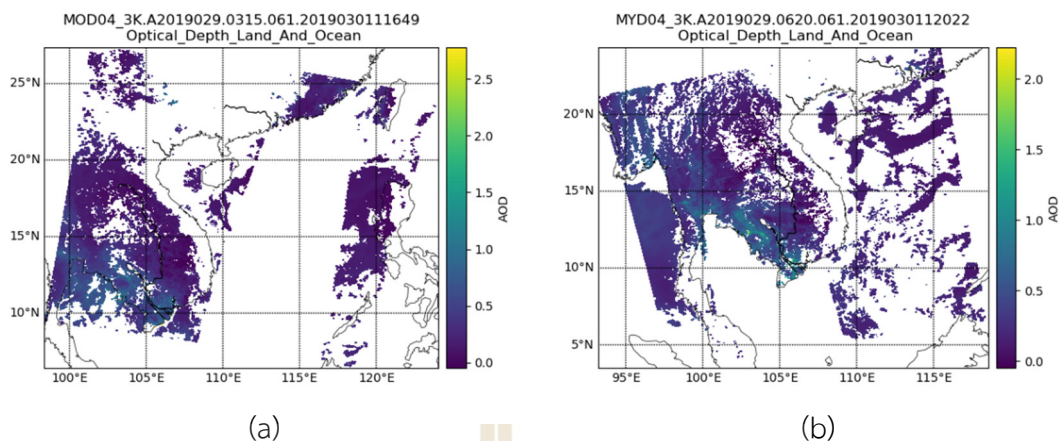 MOD04_3K.A2019029.0315.061.2019030111649
Optical_Depth_Land_And_Ocean
25°N
20°N
15°N
10°N
100°E
105°E
110°E
115°E
120°E
2.5
2.0
1.5
1.0
0.5
0.0
AOD
(a)
MYD04_3K.A2019029.0620.061.2019030112022
Optical_Depth_Land_And_Ocean
20°N
15°N
10°N
5°N
95°E
100°E
105°E
110°E
115°E
2.0
1.5
1.0
0.5
0.0
AOD
(b)